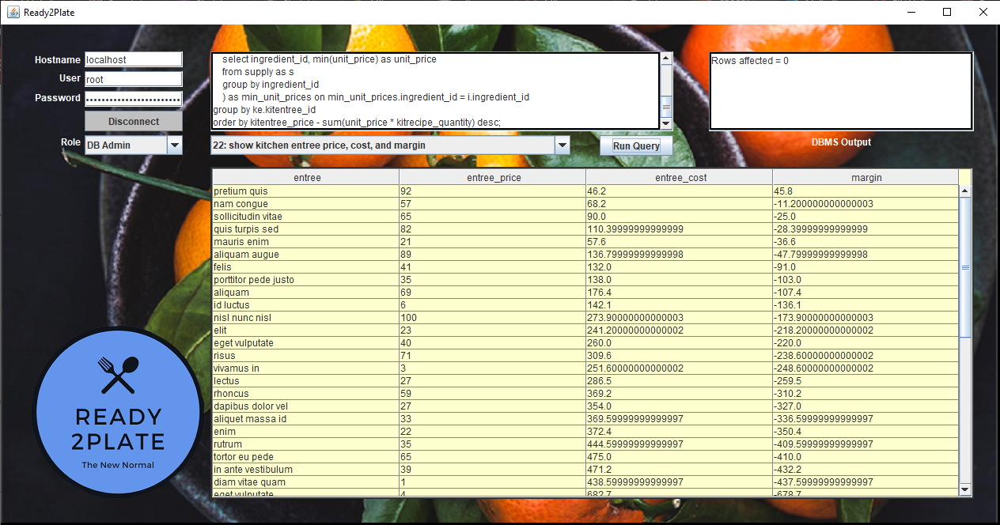 Ready2Plate
Hostname localhost
User root
Password
Disconnect
Role DB Admin
select ingredient_id, min(unit_price) as unit_price
from supply as s
group by ingredient_id
) as min_unit_prices on min_unit_prices.ingredient_id = i.ingredient_id
group by ke.kitentree_id
order by kitentree_price - sum(unit_price * kitrecipe_quantity) desc;
22: show kitchen entree price, cost, and margin
Run Query
Rows affected = 0
DBMS Output
entree entree_price entree_cost margin
pretium quis 92 46.2 45.8
nam congue 57 68.2 -11.200000000000003
sollicitudin vitae 65 90.0 -25.0
quis turpis sed 82 110.39999999999999 -28.39999999999999
mauris enim 21 57.6 -36.6
aliquam augue 89 136.79999999999998 -47.79999999999998
felis 41 132.0 -91.0
porttitor pede justo 35 138.0 -103.0
aliquam 69 176.4 -107.4
id luctus 6 142.1 -136.1
nisl nunc nisl 100 273.90000000000003 -173.90000000000003
elit 23 241.20000000000002 -218.20000000000002
eget vulputate 40 260.0 -220.0
risus 71 309.6 -238.60000000000002
vivamus in 3 251.60000000000002 -248.60000000000002
lectus 27 286.5 -259.5
rhoncus 59 369.2 -310.2
dapibus dolor vel 27 354.0 -327.0
aliquet massa id 33 369.59999999999997 -336.59999999999997
enim 22 372.4 -350.4
rutrum 35 444.59999999999997 -409.59999999999997
tortor eu pede 65 475.0 -410.0
in ante vestibulum 39 471.2 -432.2
diam vitae quam 1 438.59999999999997 -437.59999999999997
eget vulputate 4 682.7 -678.7
READY
2PLATE
The New Normal